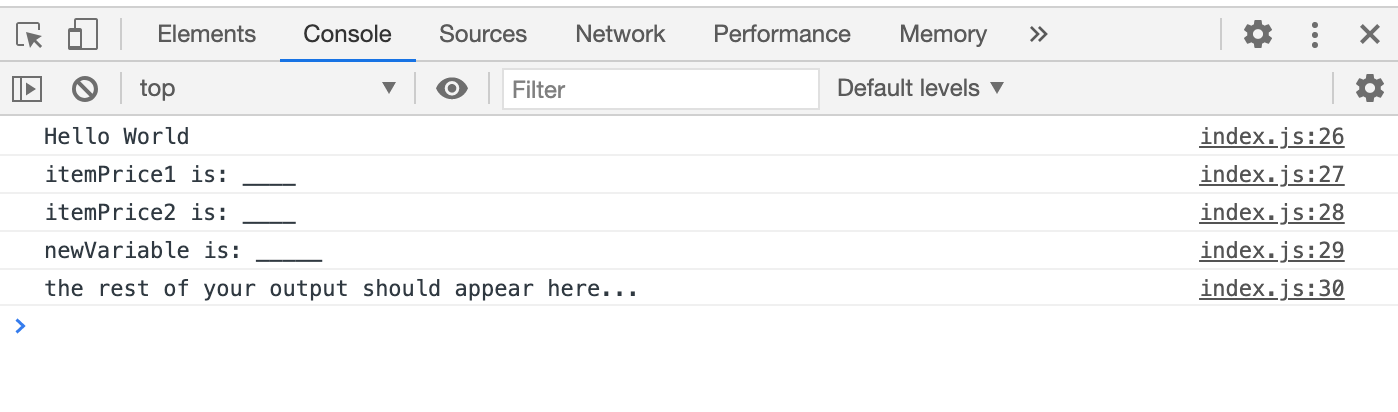 Elements Console Sources Network Performance Memory »
top ▼ Filter Default levels ▼
Hello World index.js:26
itemPrice1 is: ____ index.js:27
itemPrice2 is: ____ index.js:28
newVariable is: _____ index.js:29
the rest of your output should appear here... index.js:30